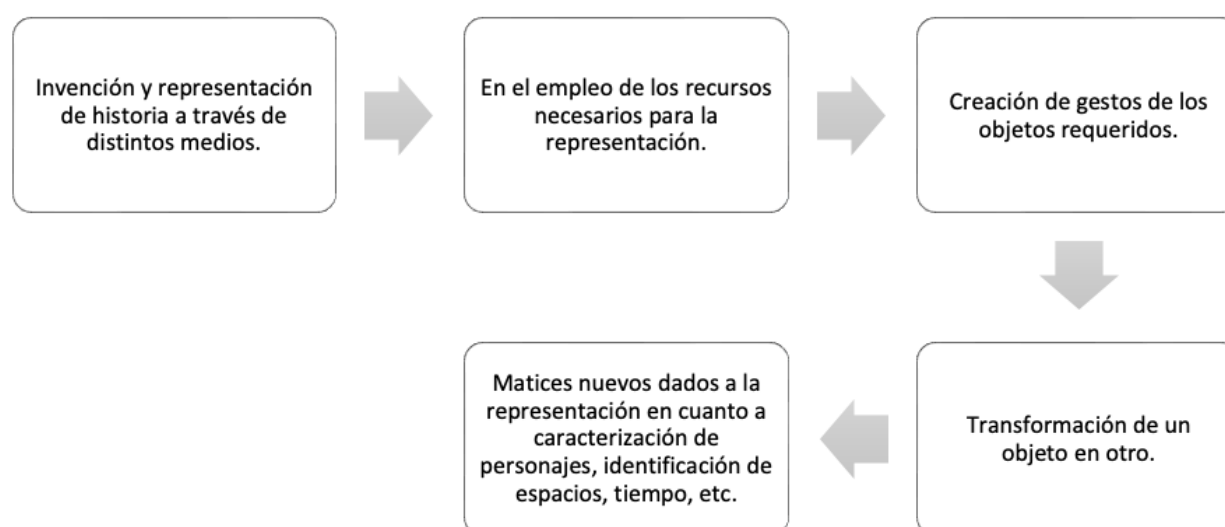 Invención y representación
de historia a través de
distintos medios.
En el empleo de los recursos
necesarios para la
representación.
Creación de gestos de los
objetos requeridos.
Transformación de un
objeto en otro.
Matices nuevos dados a la
representación en cuanto a
caracterización de
personajes, identificación de
espacios, tiempo, etc.